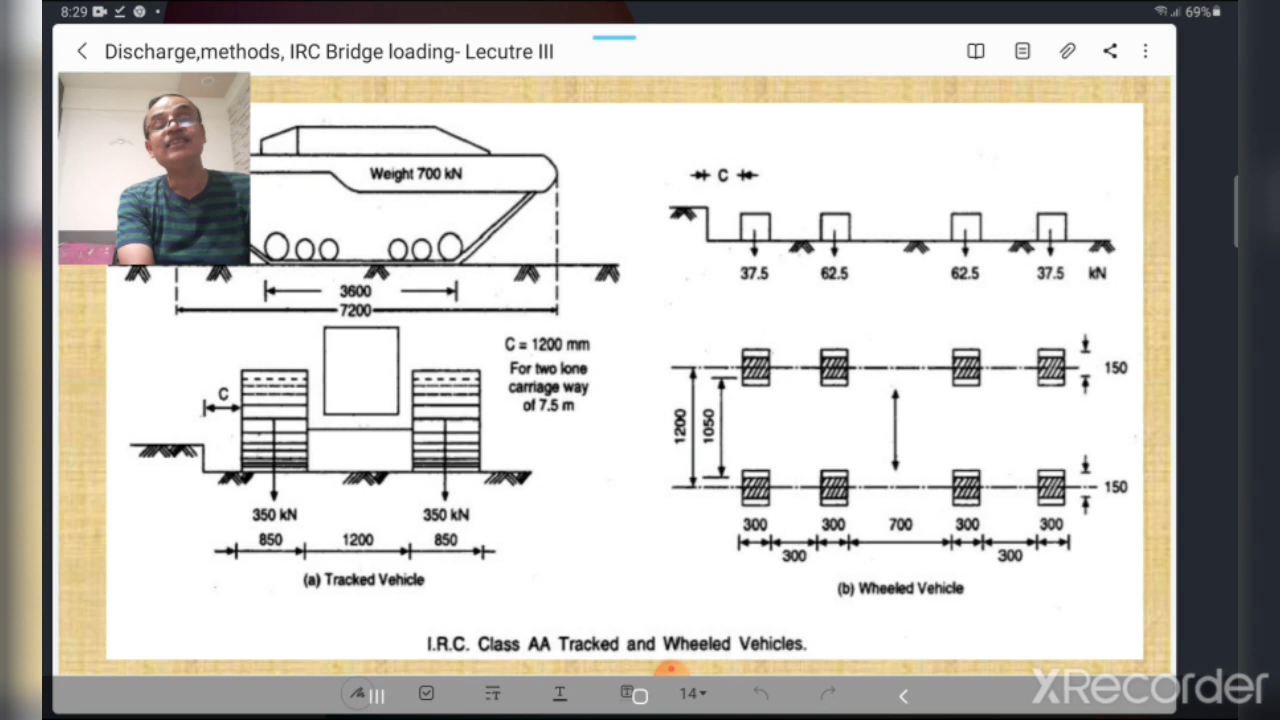 8:29
69%
Discharge,methods, IRC Bridge loading- Lecutre III
Weight 700 kN
3600
7200
C = 1200 mm
For two lone
carriage way
of 7.5 m
C
350 kN
350 kN
850
1200
850
(a) Tracked Vehicle
C
37.5
62.5
62.5
37.5
kN
150
1200
1050
150
300
300
700
300
300
300
300
(b) Wheeled Vehicle
I.R.C. Class AA Tracked and Wheeled Vehicles.
14
XRecorder